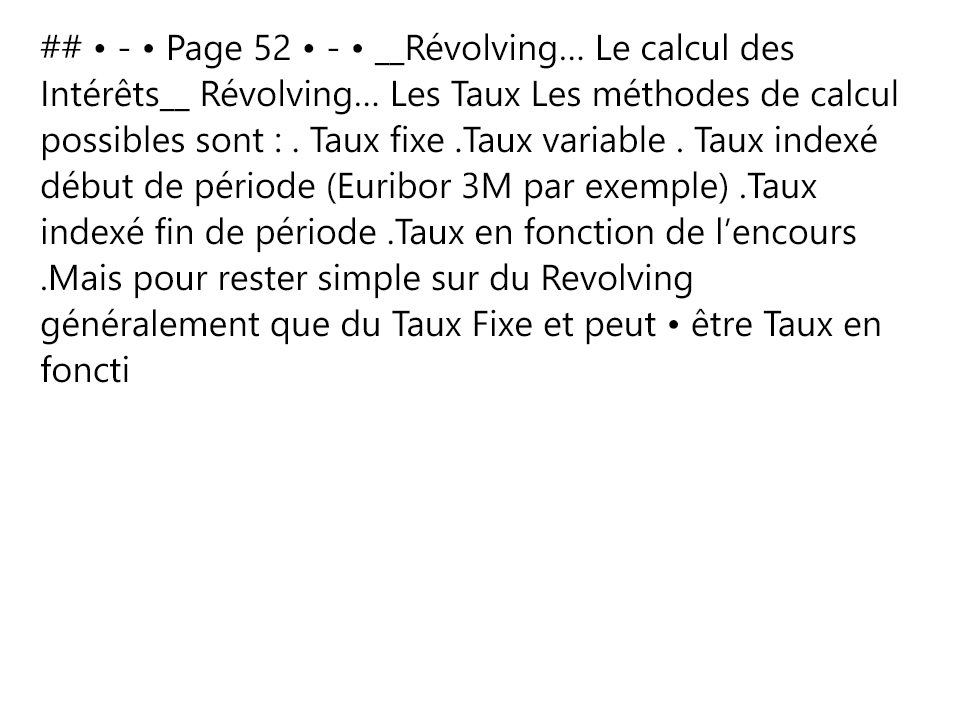 ## • - • Page 52 • - • __Révolving… Le calcul des
Intérêts__ Révolving… Les Taux Les méthodes de calcul
possibles sont : . Taux fixe .Taux variable . Taux indexé
début de période (Euribor 3M par exemple) .Taux
indexé fin de période .Taux en fonction de l’encours
.Mais pour rester simple sur du Revolving
généralement que du Taux Fixe et peut • être Taux en
foncti